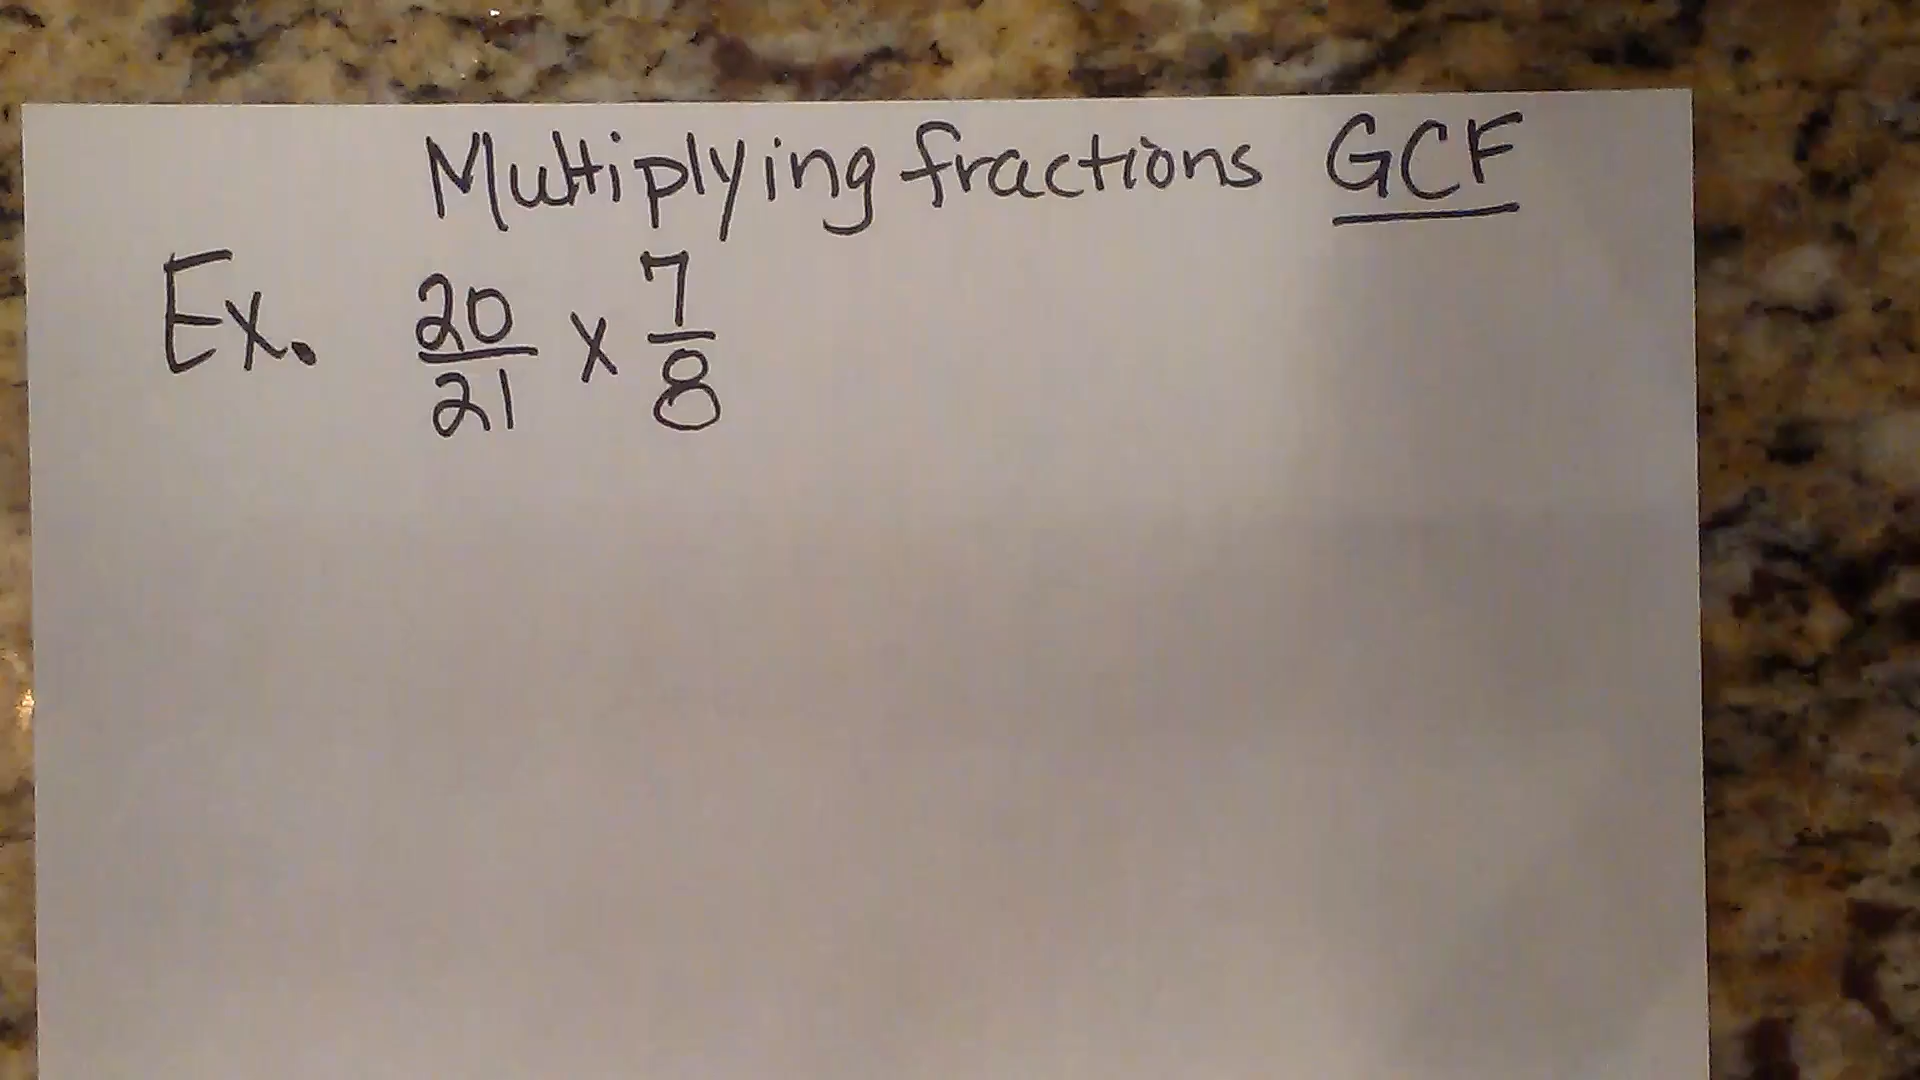 Multiplying fractions GCF
Ex. 20/21 x 7/8